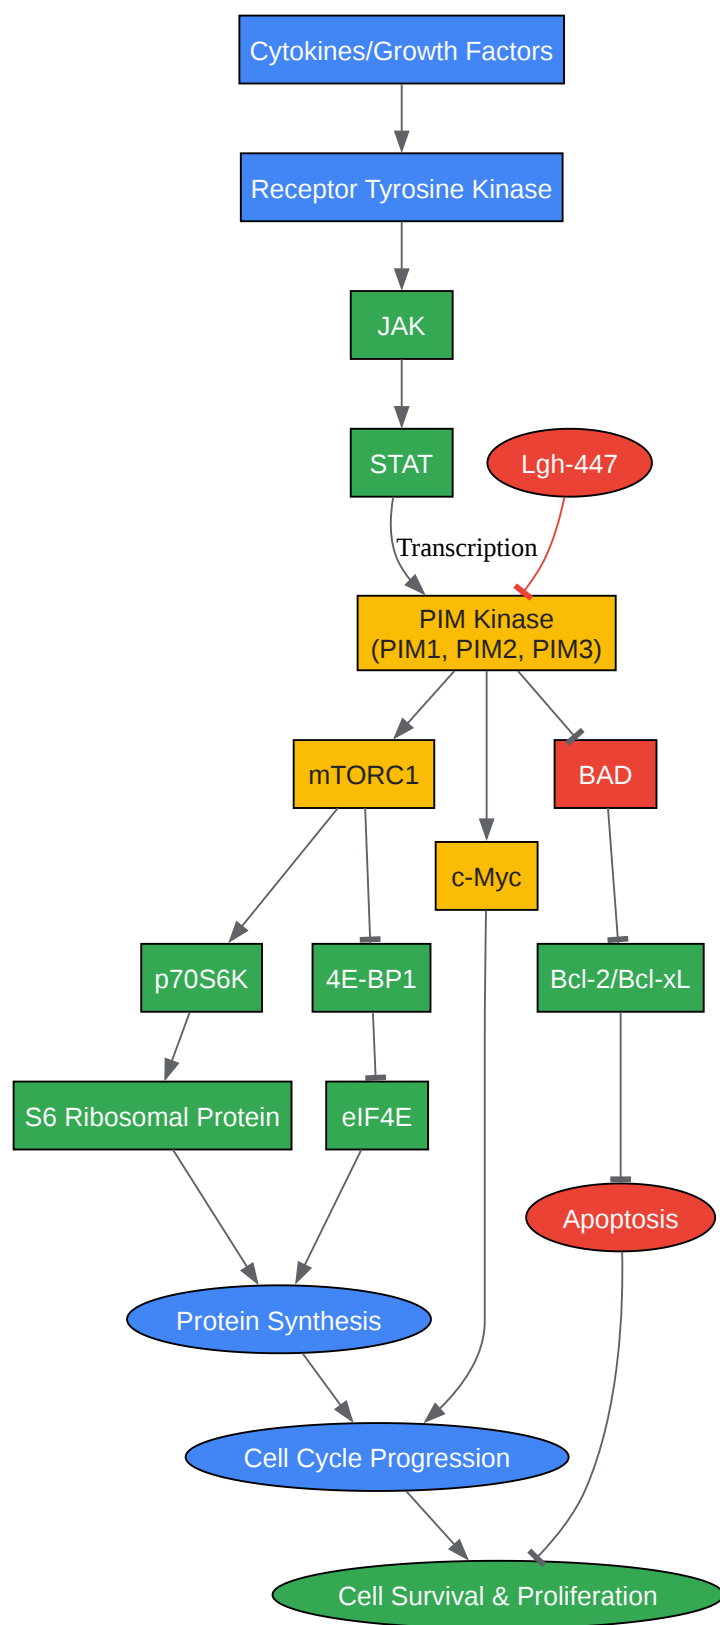 Cytokines/Growth Factors
Receptor Tyrosine Kinase
JAK
STAT
Lgh-447
Transcription
PIM Kinase
(PIM1, PIM2, PIM3)
mTORC1
BAD
c-Myc
p70S6K
4E-BP1
Bcl-2/Bcl-xL
S6 Ribosomal Protein
eIF4E
Apoptosis
Protein Synthesis
Cell Cycle Progression
Cell Survival & Proliferation